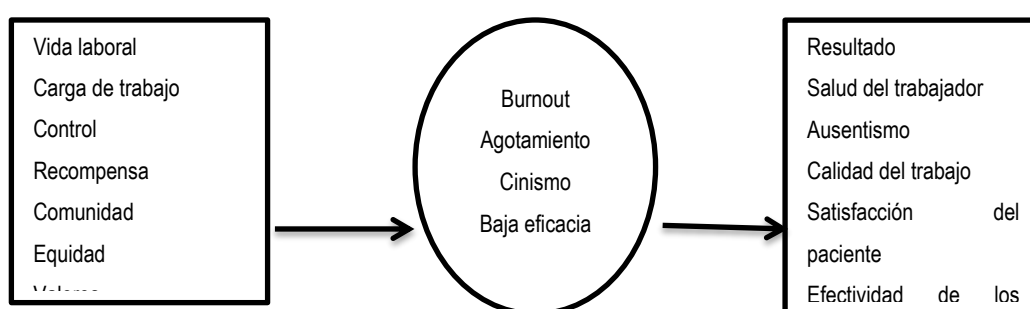 Vida laboral
Carga de trabajo
Control
Recompensa
Comunidad
Equidad
Burnout
Agotamiento
Cinismo
Baja eficacia
Resultado
Salud del trabajador
Ausentismo
Calidad del trabajo
Satisfacción del
paciente
Efectividad de los